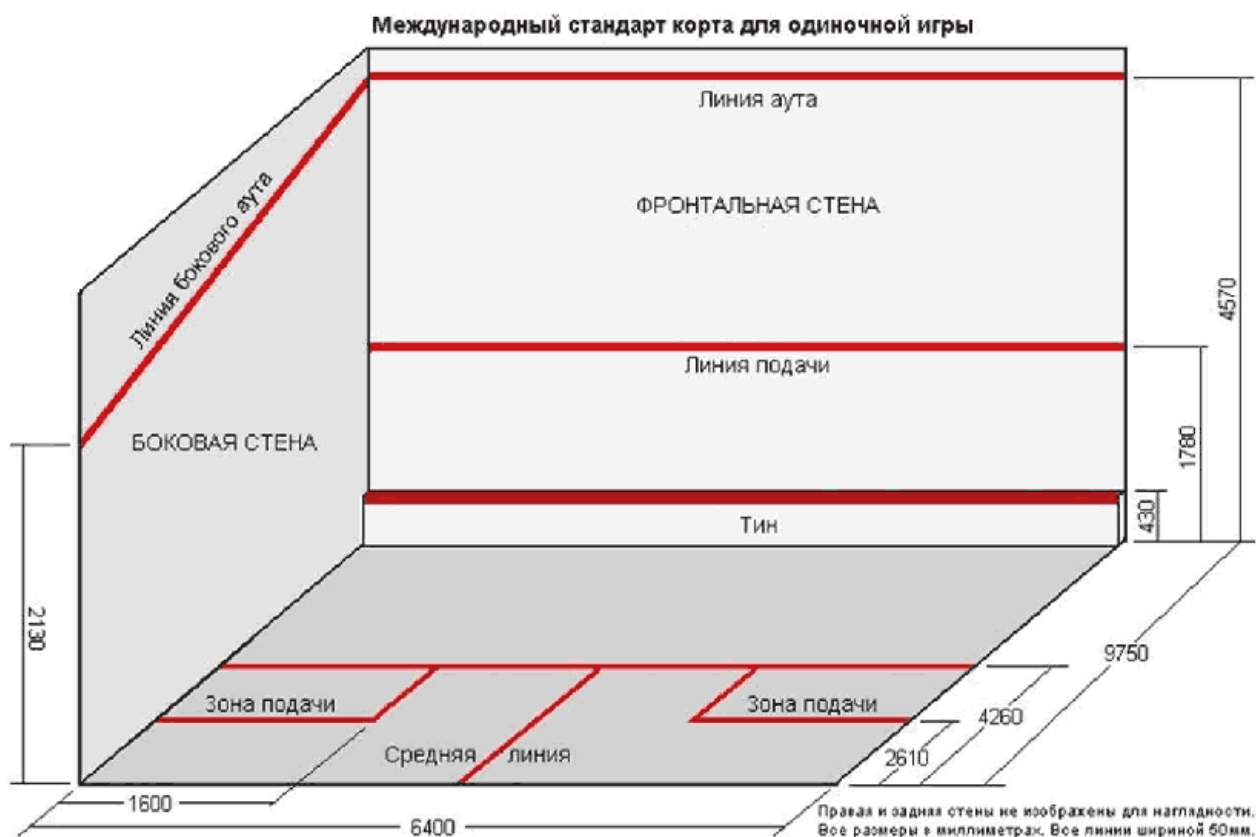 Международный стандарт корта для одиночной игры
Линия аута
ФРОНТАЛЬНАЯ СТЕНА
Линия бокового аута
4570
Линия подачи
БОКОВАЯ СТЕНА
1780
430
Тин
2130
9750
Зона подачи
Зона подачи
4260
Средняя линия
2610
1600
6400
Правая и задняя стены не изображены для наглядности.
Все размеры в миллиметрах. Все линии шириной 50мм.